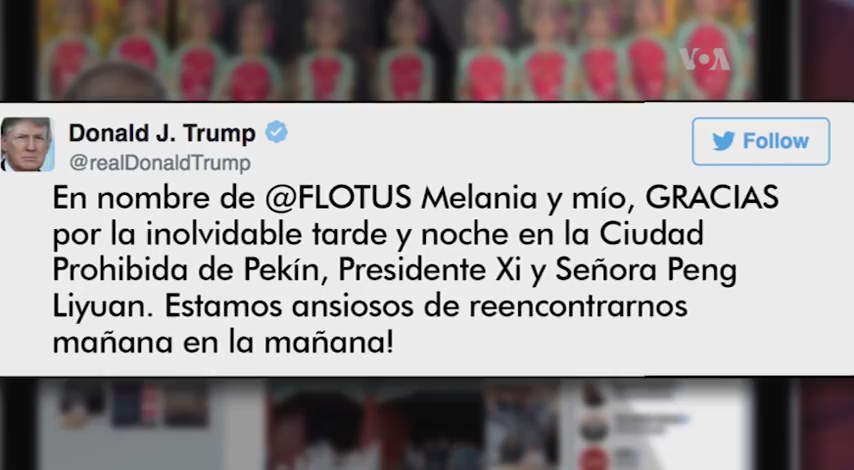 VOA
Donald J. Trump
@realDonaldTrump
Follow
En nombre de @FLOTUS Melania y mío, GRACIAS
por la inolvidable tarde y noche en la Ciudad
Prohibida de Pekín, Presidente Xi y Señora Peng
Liyuan. Estamos ansiosos de reencontrarnos
mañana en la mañana!